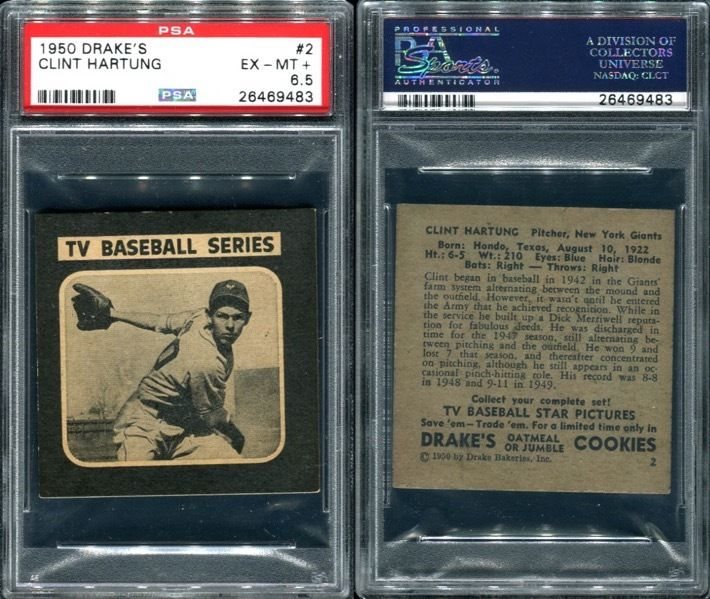 PSA
1950 DRAKE'S #2
CLINT HARTUNG EX - MT +
6.5
PSA 26469483
TV BASEBALL SERIES
PROFESSIONAL
PSA
Sports
AUTHENTICATOR
A DIVISION OF
COLLECTORS
UNIVERSE
NASDAQ: CLCT
26469483
CLINT HARTUNG Pitcher, New York Giants
Born: Hondo, Texas, August 10, 1922
Ht.: 6-5 Wt.: 210 Eyes: Blue Hair: Blonde
Bats: Right — Throws: Right
Clint began in baseball in 1942 in the Giants'
farm system alternating between the mound and
the outfield. However, it wasn't until he entered
the Army that he achieved recognition. While in
the service he built up a Dick Merriwell reputa-
tion for fabulous deeds. He was discharged in
time for the 1947 season, still alternating be-
tween pitching and the outfield. He won 9 and
lost 7 that season, and thereafter concentrated
on pitching, although he still appears in an oc-
casional pinch-hitting role. His record was 8-8
in 1948 and 9-11 in 1949.
Collect your complete set!
TV BASEBALL STAR PICTURES
Save 'em—Trade 'em. For a limited time only in
DRAKE'S OATMEAL OR JUMBLE COOKIES
© 1950 by Drake Bakeries, Inc. 2